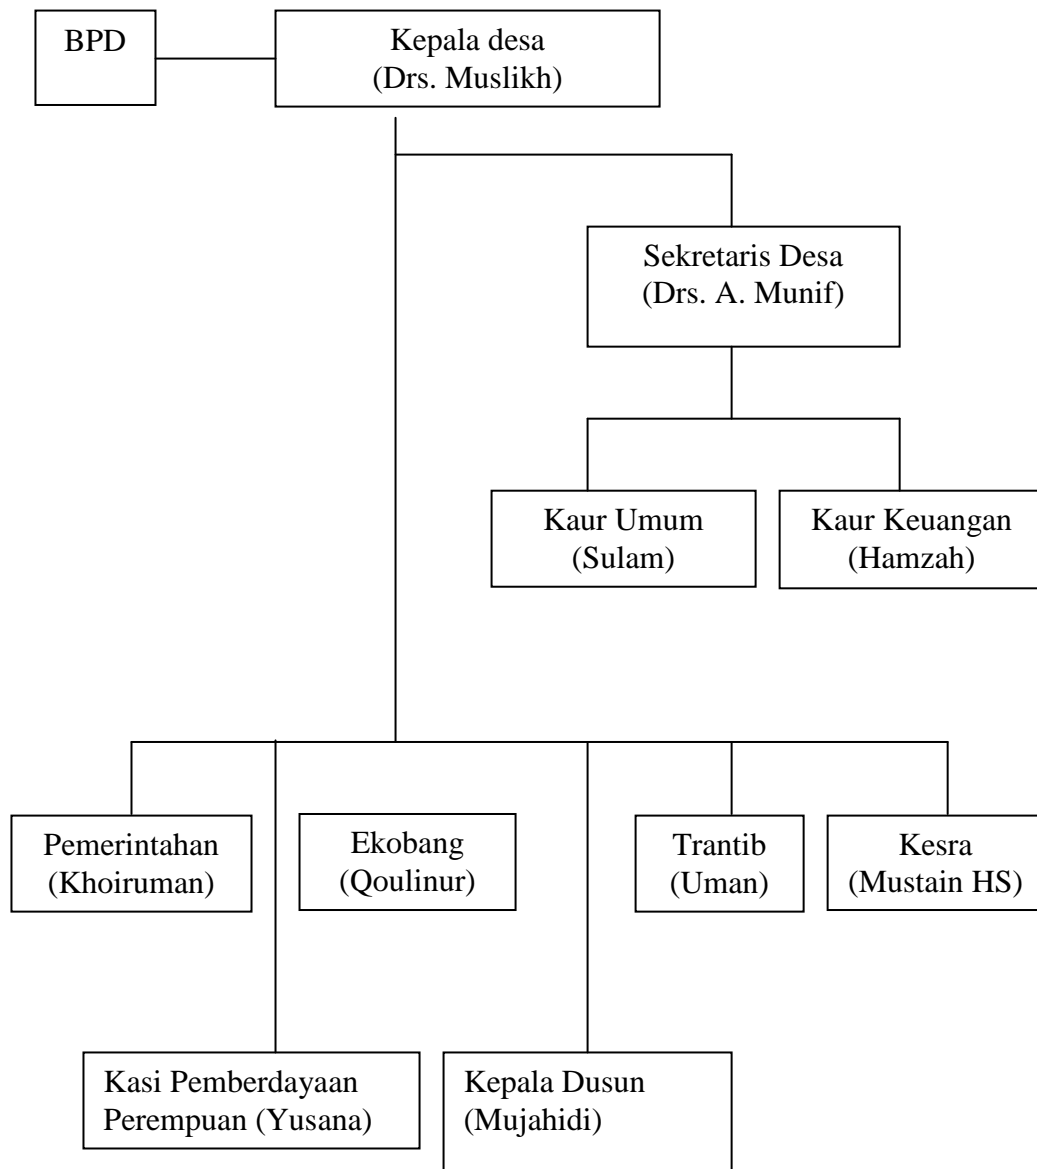 BPD
Kepala desa
(Drs. Muslikh)
Sekretaris Desa
(Drs. A. Munif)
Kaur Umum
(Sulam)
Kaur Keuangan
(Hamzah)
Pemerintahan
(Khoiruman)
Ekobang
(Qoulinur)
Trantib
(Uman)
Kesra
(Mustain HS)
Kasi Pemberdayaan
Perempuan (Yusana)
Kepala Dusun
(Mujahidi)